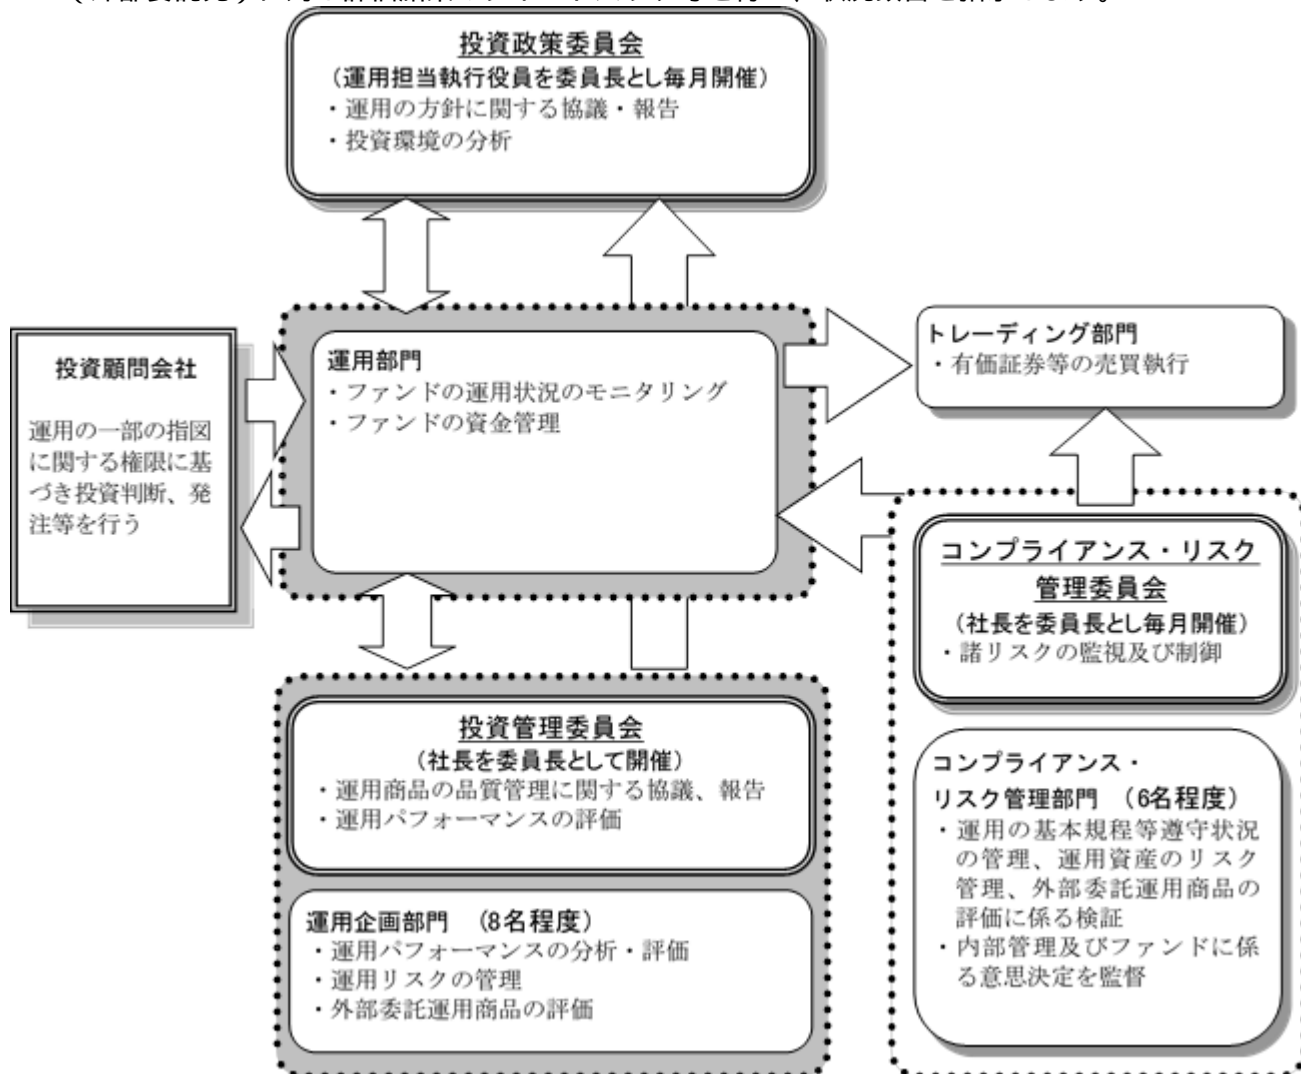 投資政策委員会
(運用担当執行役員を委員長とし毎月開催)
・運用の方針に関する協議・報告
・投資環境の分析
投資顧問会社
運用の一部の指図
に関する権限に基
づき投資判断、発
注等を行う
運用部門
・ファンドの運用状況のモニタリング
・ファンドの資金管理
トレーディング部門
・有価証券等の売買執行
コンプライアンス・リスク
管理委員会
(社長を委員長とし毎月開催)
・諸リスクの監視及び制御
コンプライアンス・
リスク管理部門 (6名程度)
・運用の基本規程等遵守状況
の管理、運用資産のリスク
管理、外部委託運用商品の
評価に係る検証
・内部管理及びファンドに係
る意思決定を監督
投資管理委員会
(社長を委員長として開催)
・運用商品の品質管理に関する協議、報告
・運用パフォーマンスの評価
運用企画部門 (8名程度)
・運用パフォーマンスの分析・評価
・運用リスクの管理
・外部委託運用商品の評価